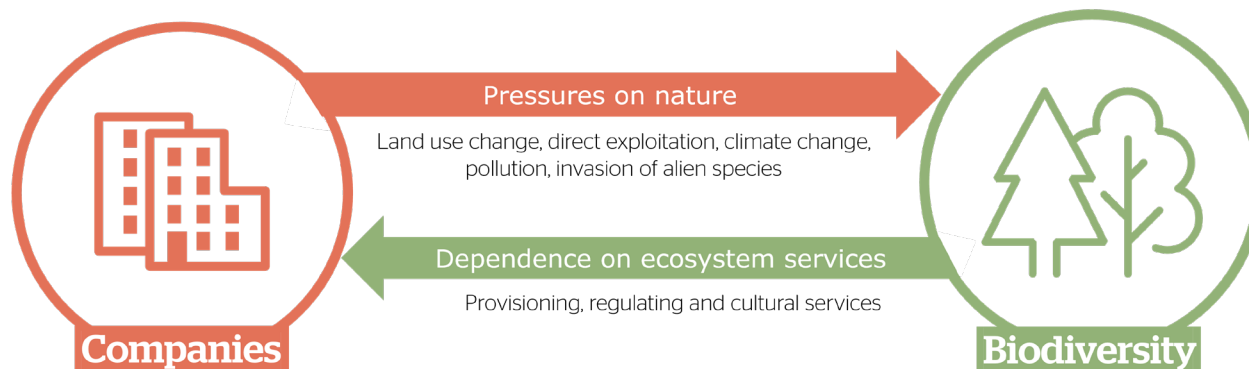 Pressures on nature
Land use change, direct exploitation, climate change,
pollution, invasion of alien species
Dependence on ecosystem services
Provisioning, regulating and cultural services
Companies
Biodiversity